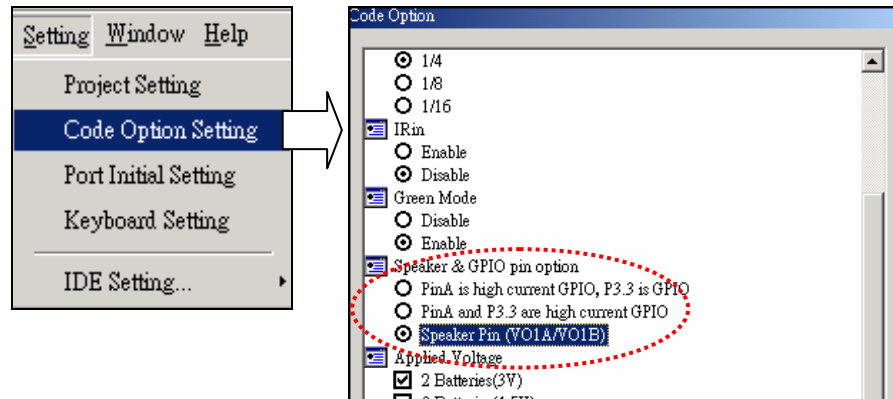 Setting Window Help
Project Setting
Code Option Setting
Port Initial Setting
Keyboard Setting
IDE Setting...
Code Option
1/4
1/8
1/16
IRin
Enable
Disable
Green Mode
Disable
Enable
Speaker & GPIO pin option
PinA is high current GPIO, P3.3 is GPIO
PinA and P3.3 are high current GPIO
Speaker Pin (VO1A/VO1B)
Applied Voltage
2 Batteries(3V)